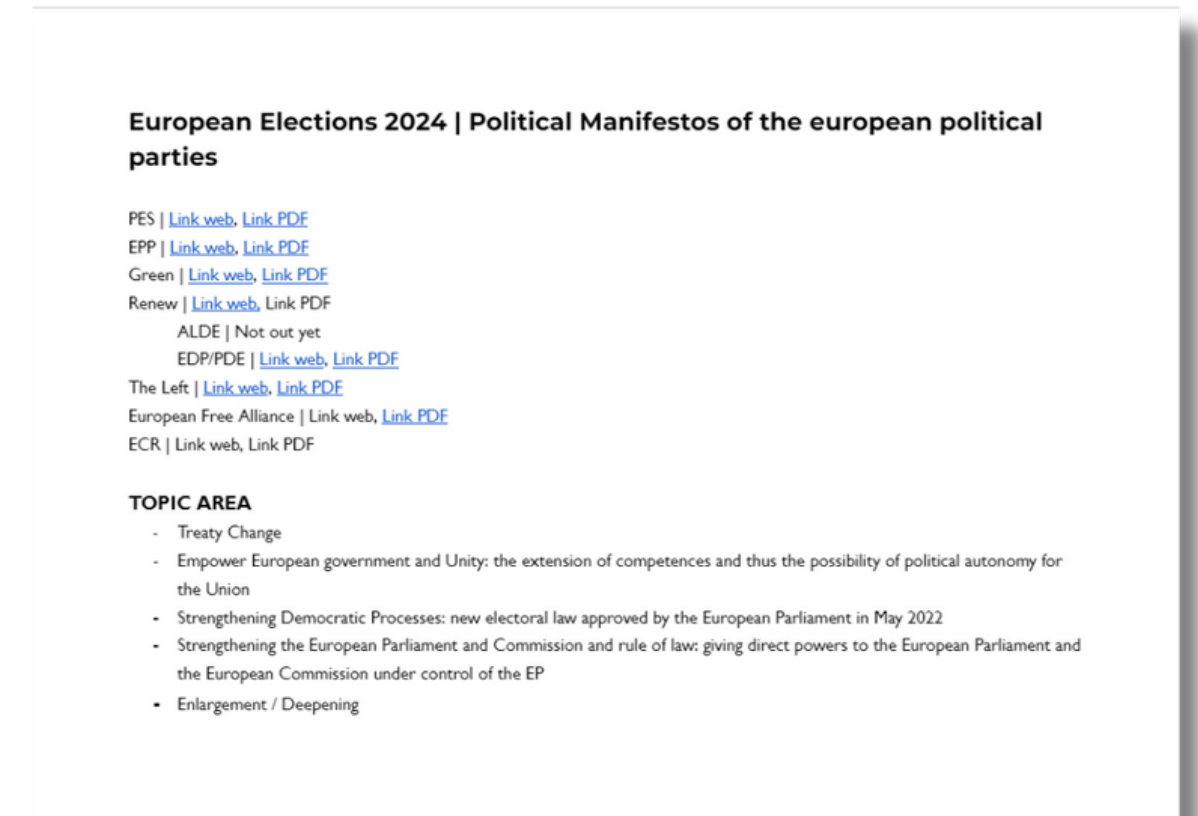 European Elections 2024 | Political Manifestos of the european political
parties
PES | Link web, Link PDF
EPP | Link web, Link PDF
Green | Link web, Link PDF
Renew | Link web, Link PDF
ALDE | Not out yet
EDP/PDE | Link web, Link PDF
The Left | Link web, Link PDF
European Free Alliance | Link web, Link PDF
ECR | Link web, Link PDF
TOPIC AREA
- Treaty Change
- Empower European government and Unity: the extension of competences and thus the possibility of political autonomy for
the Union
- Strengthening Democratic Processes: new electoral law approved by the European Parliament in May 2022
- Strengthening the European Parliament and Commission and rule of law: giving direct powers to the European Parliament and
the European Commission under control of the EP
- Enlargement / Deepening